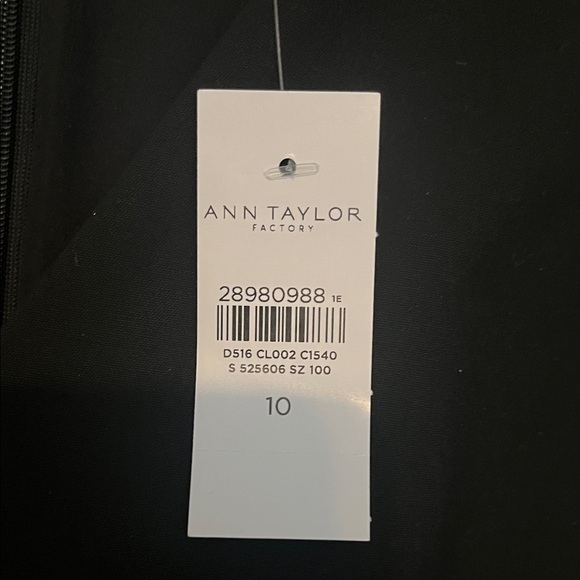 ANN TAYLOR
FACTORY
28980988 1E
D516 CL002 C1540
S 525606 SZ 100
10